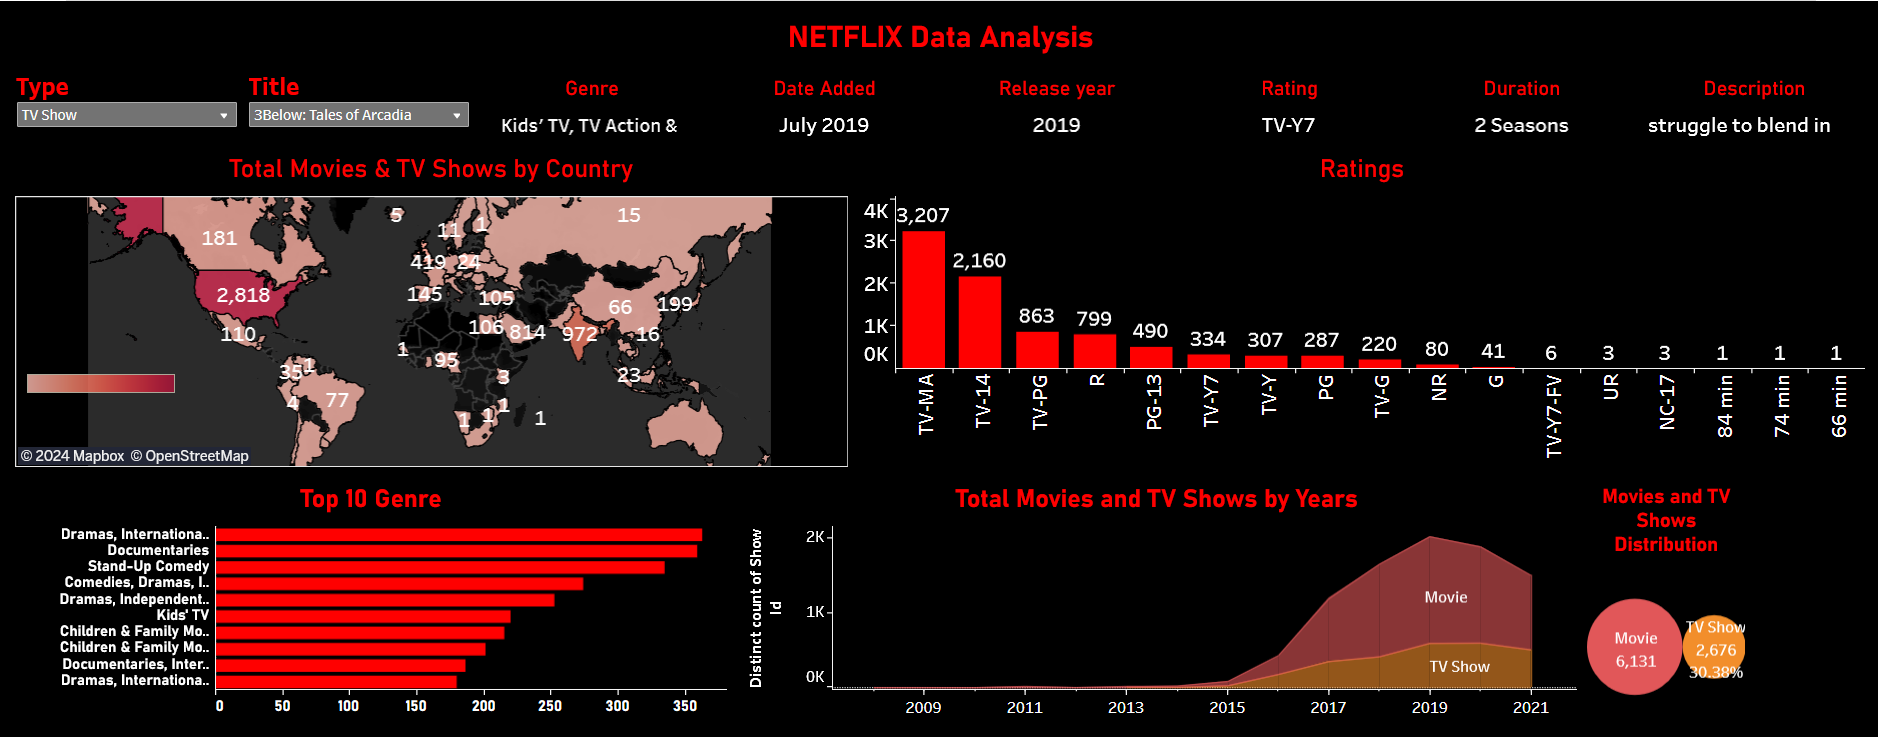 NETFLIX Data Analysis
Type
Title
Genre
Date Added
Release year
Rating
Duration
Description
TV Show
3Below: Tales of Arcadia
Kids’ TV, TV Action &
July 2019
2019
TV-Y7
2 Seasons
struggle to blend in
Total Movies & TV Shows by Country
5
15
11
1
181
419
24
2,818
145
105
66
199
110
106
814
972
16
1
95
35
1
3
23
4
77
1
1
1
1
© 2024 Mapbox © OpenStreetMap
Ratings
4K
3K
2K
1K
0K
3,207
2,160
863
799
490
334
307
287
220
80
41
6
3
3
1
1
1
TV-MA
TV-14
TV-PG
R
PG-13
TV-Y7
TV-Y
PG
TV-G
NR
G
TV-Y7-FV
UR
NC-17
84 min
74 min
66 min
Top 10 Genre
Dramas, Internationa..
Documentaries
Stand-Up Comedy
Comedies, Dramas, I..
Dramas, Independent..
Kids' TV
Children & Family Mo..
Children & Family Mo..
Documentaries, Inter..
Dramas, Internationa..
0 50 100 150 200 250 300 350
Total Movies and TV Shows by Years
Distinct count of Show
Id
2K
1K
0K
Movie
TV Show
2009 2011 2013 2015 2017 2019 2021
Movies and TV
Shows
Distribution
Movie
6,131
TV Show
2,676
30.38%